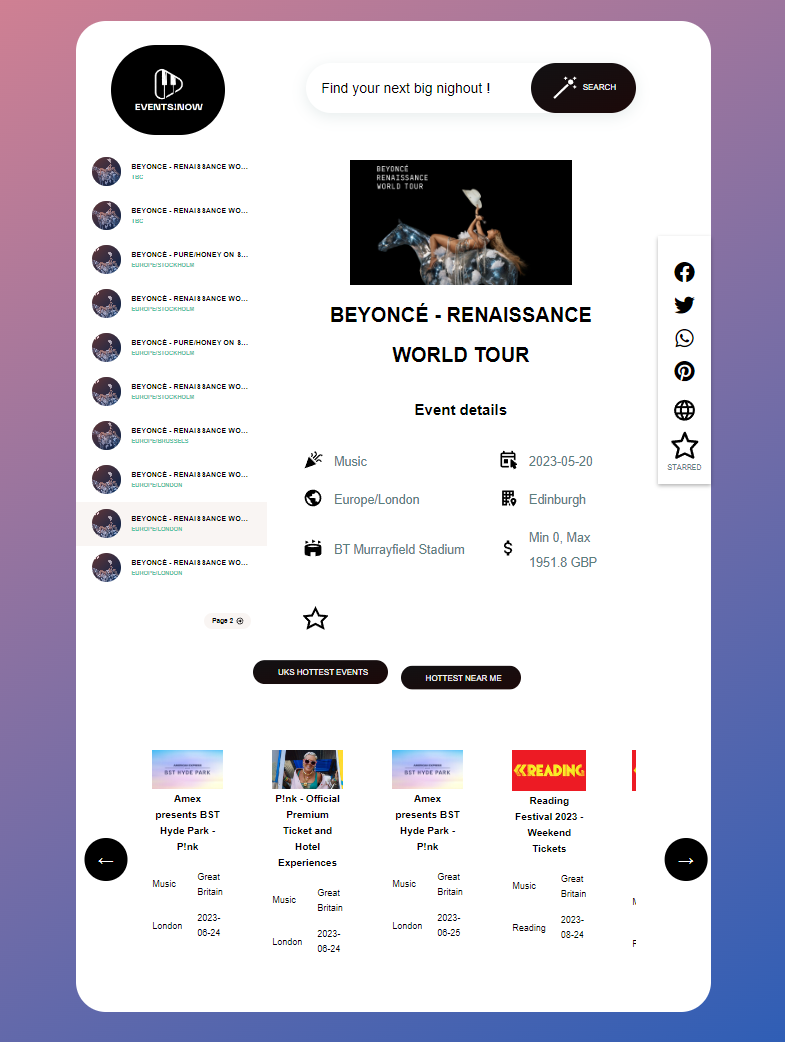 EVENTS!NOW
Find your next big nighout !
SEARCH
BEYONCE - RENAISSANCE WO...
TBC
BEYONCE - RENAISSANCE WO...
TBC
BEYONCÉ - PURE/HONEY ON S...
EUROPE/STOCKHOLM
BEYONCÉ - RENAISSANCE WO...
EUROPE/STOCKHOLM
BEYONCÉ - PURE/HONEY ON S...
EUROPE/STOCKHOLM
BEYONCÉ - RENAISSANCE WO...
EUROPE/STOCKHOLM
BEYONCÉ - RENAISSANCE WO...
EUROPE/BRUSSELS
BEYONCÉ - RENAISSANCE WO...
EUROPE/LONDON
BEYONCÉ - RENAISSANCE WO...
EUROPE/LONDON
BEYONCÉ - RENAISSANCE WO...
EUROPE/LONDON
Page 2
BEYONCÉ
RENAISSANCE
WORLD TOUR
BEYONCÉ - RENAISSANCE
WORLD TOUR
Event details
Music
2023-05-20
Europe/London
Edinburgh
BT Murrayfield Stadium
Min 0, Max
1951.8 GBP
STARRED
UKS HOTTEST EVENTS
HOTTEST NEAR ME
BST HYDE PARK
Amex
presents BST
Hyde Park -
P!nk
Music
Great
Britain
London
2023-
06-24
P!nk - Official
Premium
Ticket and
Hotel
Experiences
Music
Great
Britain
London
2023-
06-24
BST HYDE PARK
Amex
presents BST
Hyde Park -
P!nk
Music
Great
Britain
London
2023-
06-25
READING
Reading
Festival 2023 -
Weekend
Tickets
Music
Great
Britain
Reading
2023-
08-24